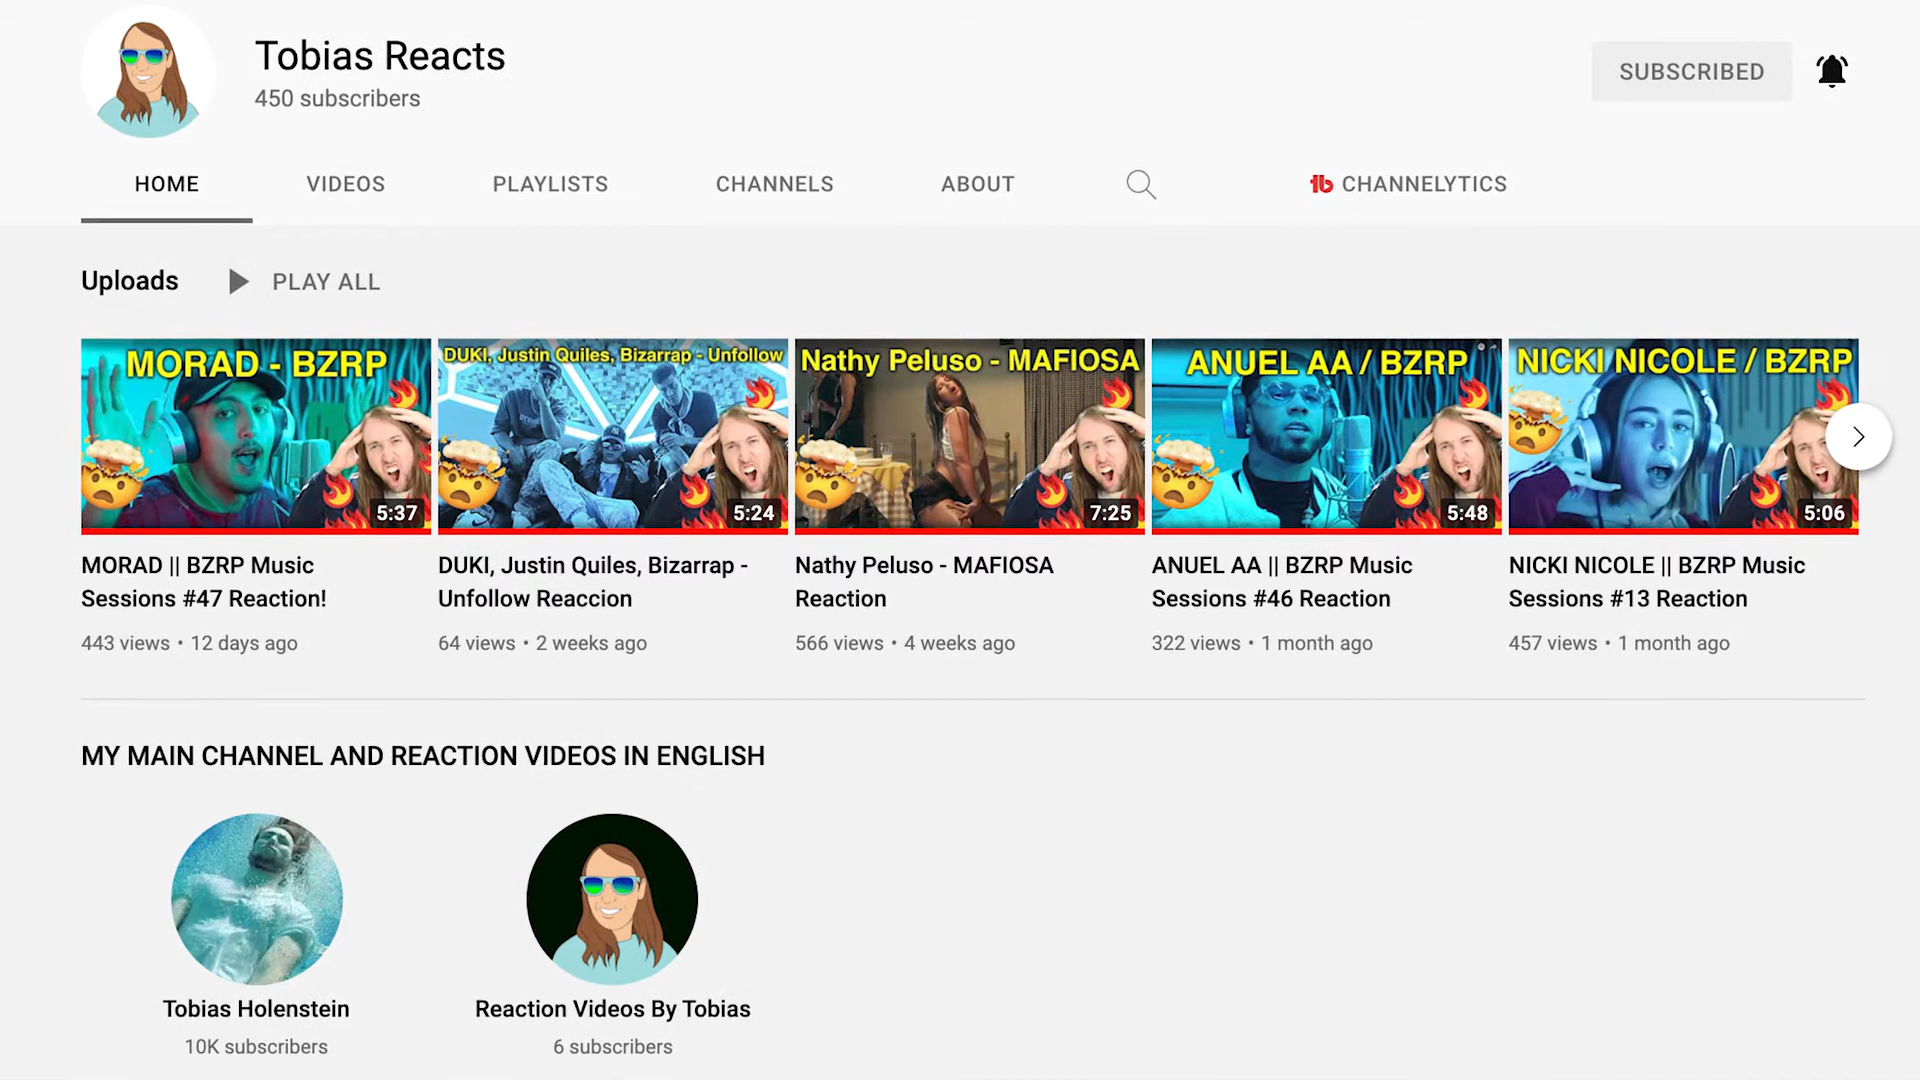 Tobias Reacts
450 subscribers
SUBSCRIBED
HOME
VIDEOS
PLAYLISTS
CHANNELS
ABOUT
tb CHANNELYTICS
Uploads
PLAY ALL
MORAD - BZRP
5:37
DUKI, Justin Quiles, Bizarrap - Unfollow
5:24
Nathy Peluso - MAFIOSA
7:25
ANUEL AA / BZRP
5:48
NICKI NICOLE / BZRP
5:06
MORAD || BZRP Music
Sessions #47 Reaction!
443 views • 12 days ago
DUKI, Justin Quiles, Bizarrap -
Unfollow Reaccion
64 views • 2 weeks ago
Nathy Peluso - MAFIOSA
Reaction
566 views • 4 weeks ago
ANUEL AA || BZRP Music
Sessions #46 Reaction
322 views • 1 month ago
NICKI NICOLE || BZRP Music
Sessions #13 Reaction
457 views • 1 month ago
MY MAIN CHANNEL AND REACTION VIDEOS IN ENGLISH
Tobias Holenstein
10K subscribers
Reaction Videos By Tobias
6 subscribers